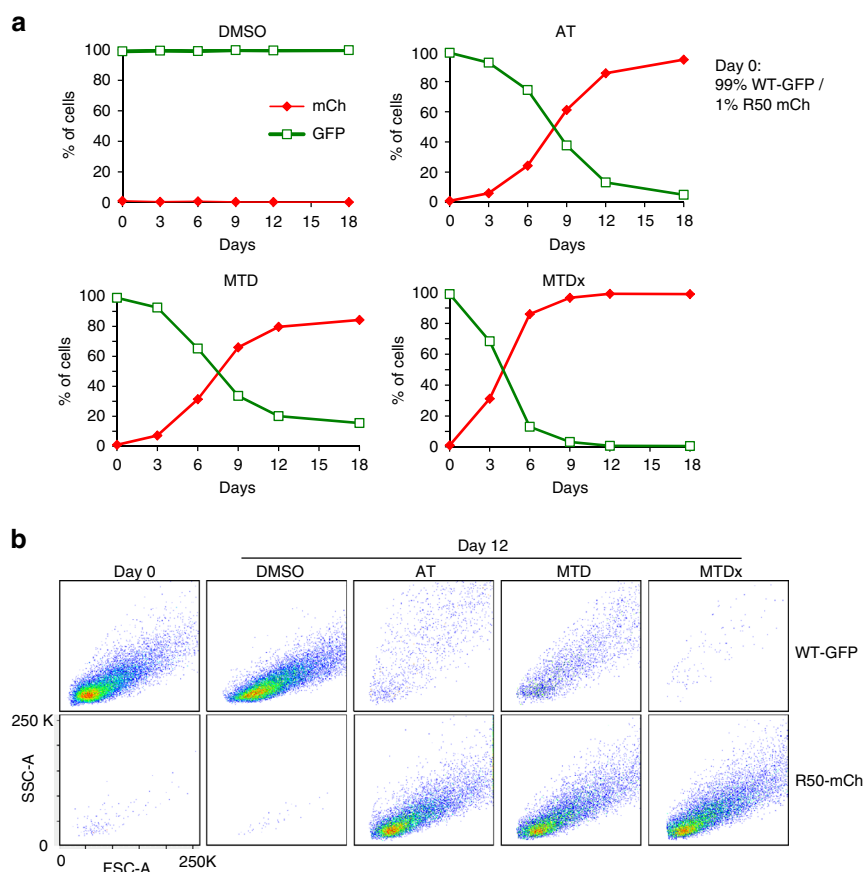 a
DMSO
% of cells
100
80
60
40
20
0
mCh
GFP
0 3 6 9 12 15 18
Days
AT
% of cells
100
80
60
40
20
0
0 3 6 9 12 15 18
Days
Day 0:
99% WT-GFP /
1% R50 mCh
MTD
% of cells
100
80
60
40
20
0
0 3 6 9 12 15 18
Days
MTDx
% of cells
100
80
60
40
20
0
0 3 6 9 12 15 18
Days
b
Day 12
Day 0 DMSO AT MTD MTDx
WT-GFP
250 K
SSC-A
0
R50-mCh
0 250K
FSC-A